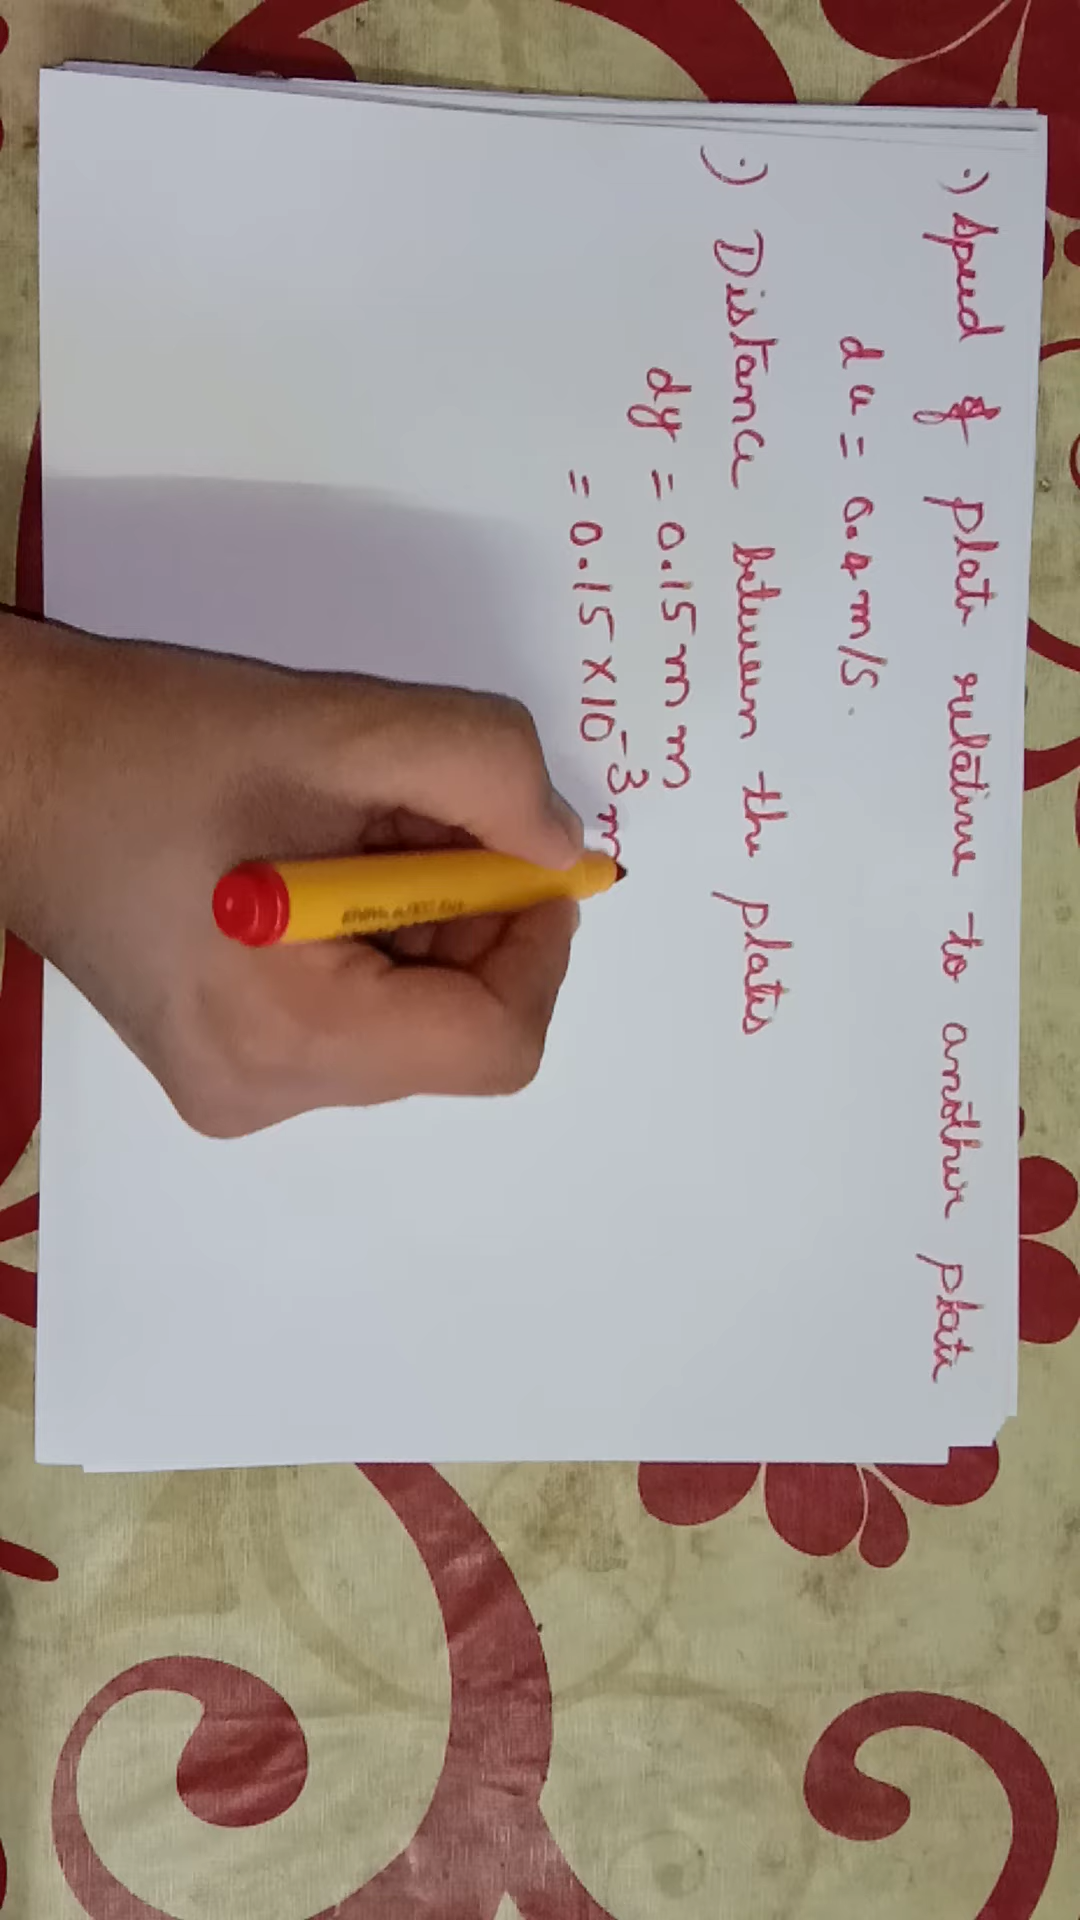 :) Speed of plate relative to another plate
du = 0.4 m/s.
:) Distance between the plates
dy = 0.15 mm
= 0.15 × 10⁻³ m